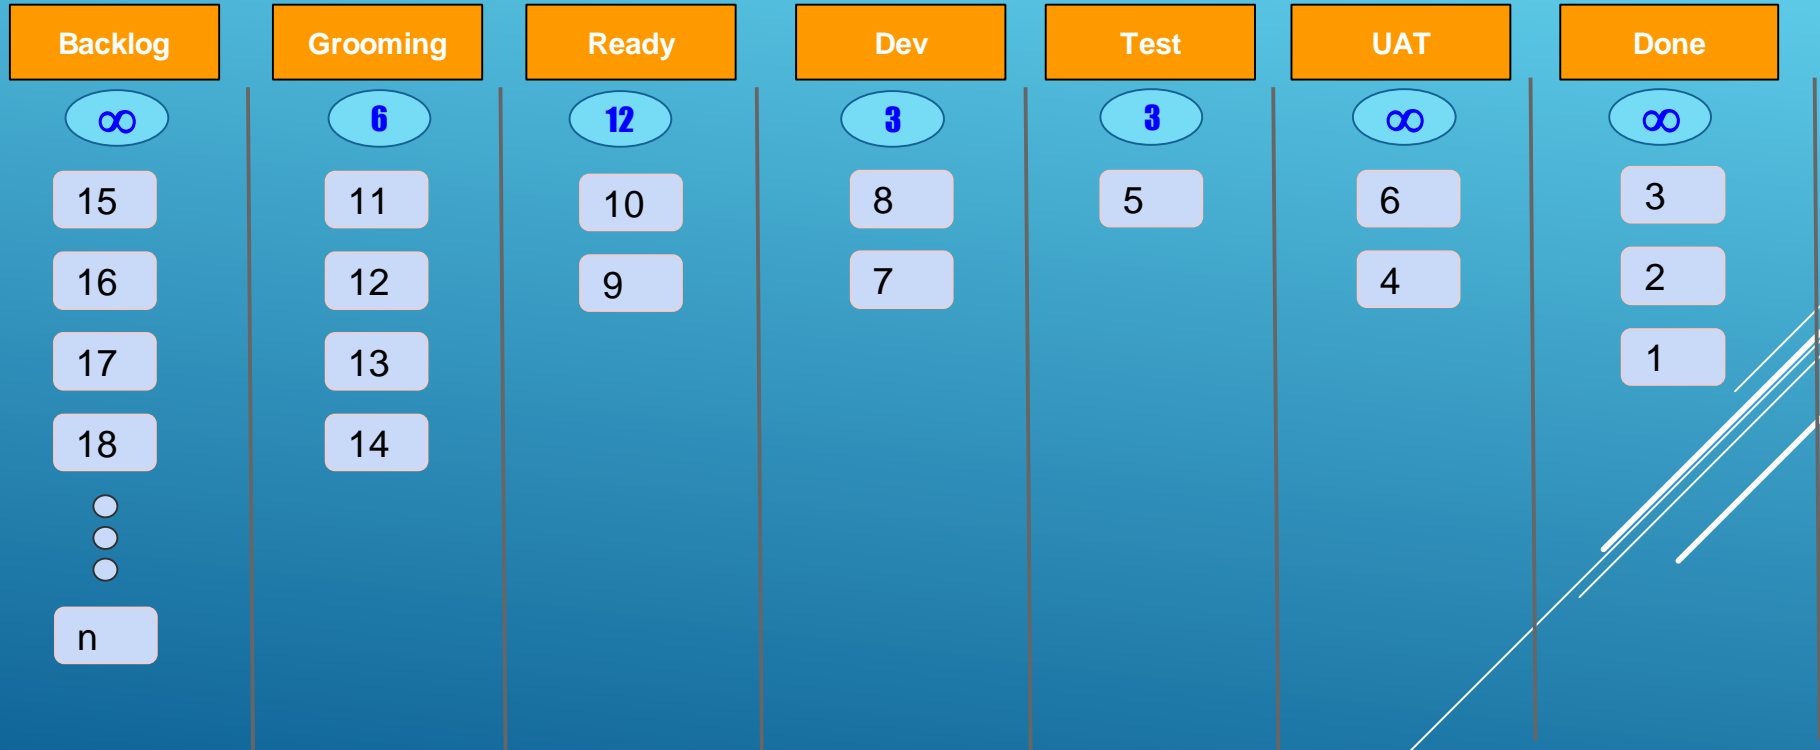 Backlog Grooming Ready Dev Test UAT Done
∞ 6 12 3 3 ∞ ∞
15 11 10 8 5 6 3
16 12 9 7 4 2
17 13 1
18 14
n